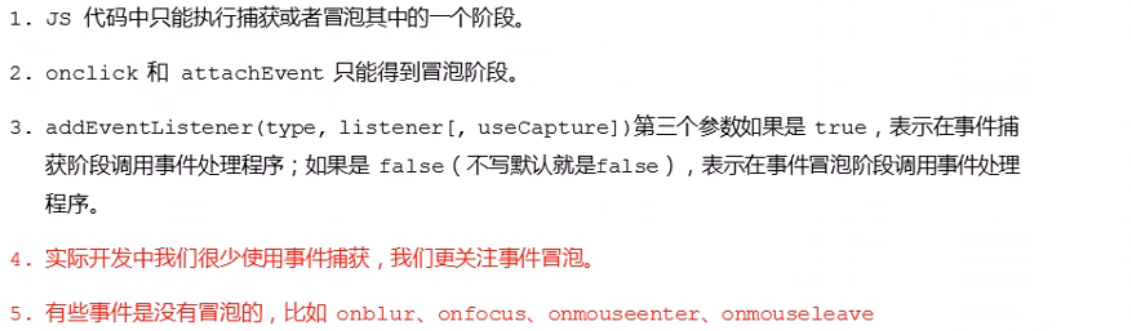 1. JS 代码中只能执行捕获或者冒泡其中的一个阶段。
2. onclick 和 attachEvent 只能得到冒泡阶段。
3. addEventListener(type, listener[, useCapture])第三个参数如果是 true，表示在事件捕
获阶段调用事件处理程序；如果是 false（不写默认就是false），表示在事件冒泡阶段调用事件处理
程序。
4. 实际开发中我们很少使用事件捕获，我们更关注事件冒泡。
5. 有些事件是没有冒泡的，比如 onblur、onfocus、onmouseenter、onmouseleave